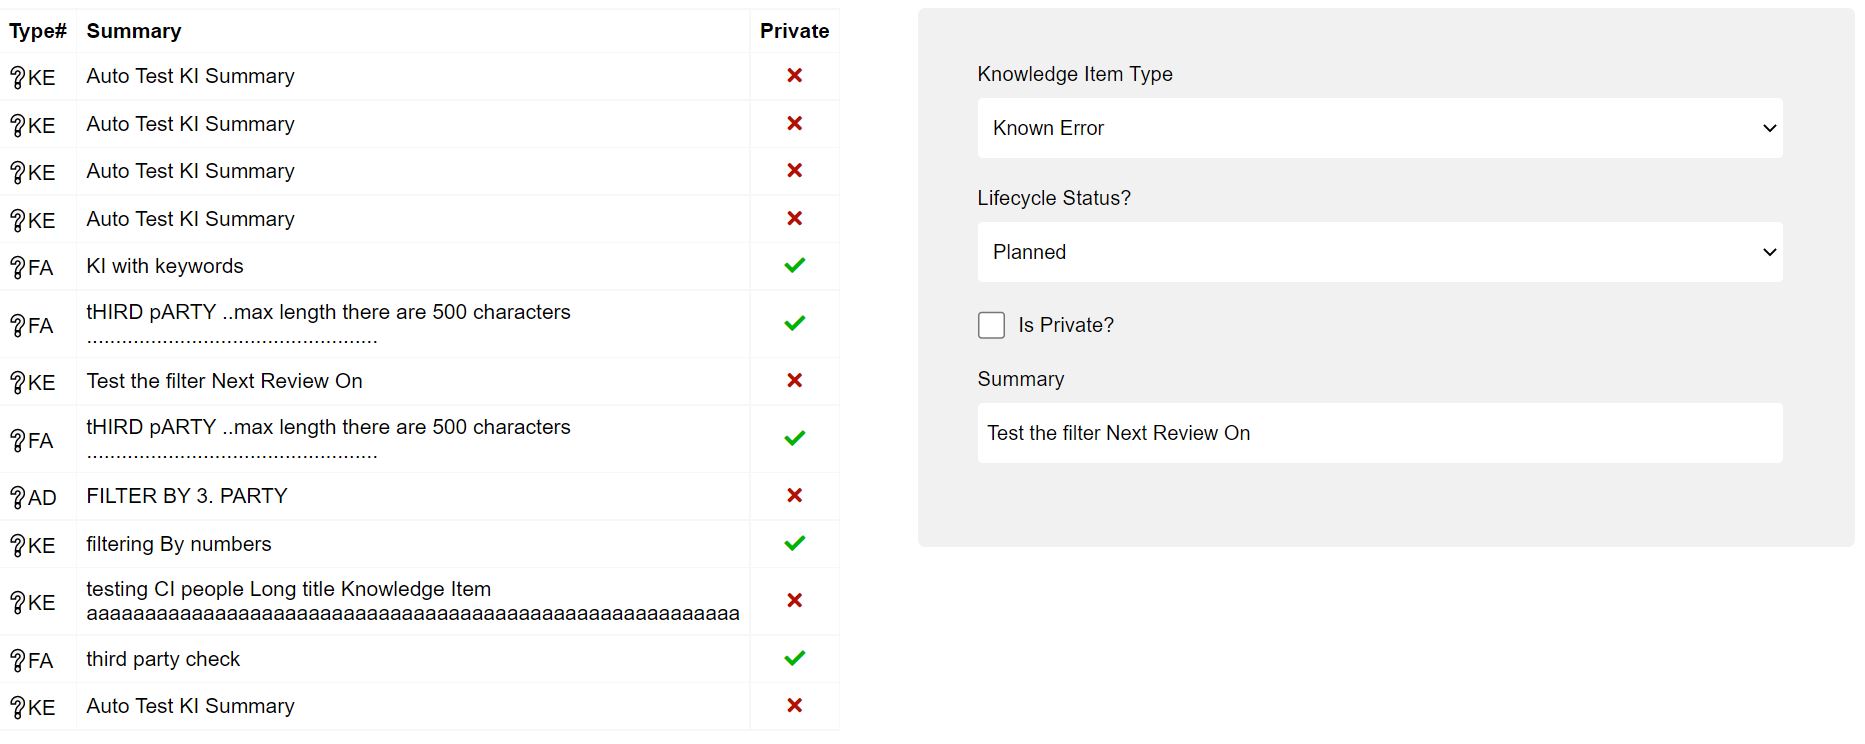 Type# Summary Private
KE Auto Test KI Summary
KE Auto Test KI Summary
KE Auto Test KI Summary
KE Auto Test KI Summary
FA KI with keywords
FA tHIRD pARTY ..max length there are 500 characters
..................................................
KE Test the filter Next Review On
FA tHIRD pARTY ..max length there are 500 characters
..................................................
AD FILTER BY 3. PARTY
KE filtering By numbers
KE testing CI people Long title Knowledge Item
aaaaaaaaaaaaaaaaaaaaaaaaaaaaaaaaaaaaaaaaaaaaaaaaaaaaaaaa
FA third party check
KE Auto Test KI Summary
Knowledge Item Type
Known Error
Lifecycle Status?
Planned
Is Private?
Summary
Test the filter Next Review On